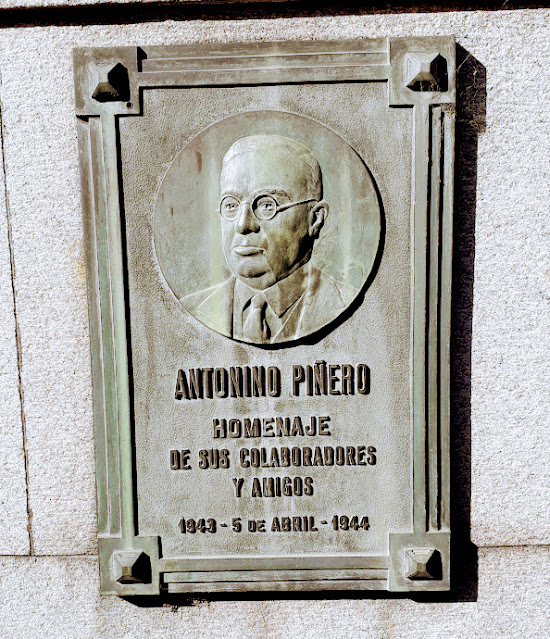 ANTONINO PIÑERO
HOMENAJE
DE SUS COLABORADORES
Y AMIGOS
1943 - 5 DE ABRIL - 1944